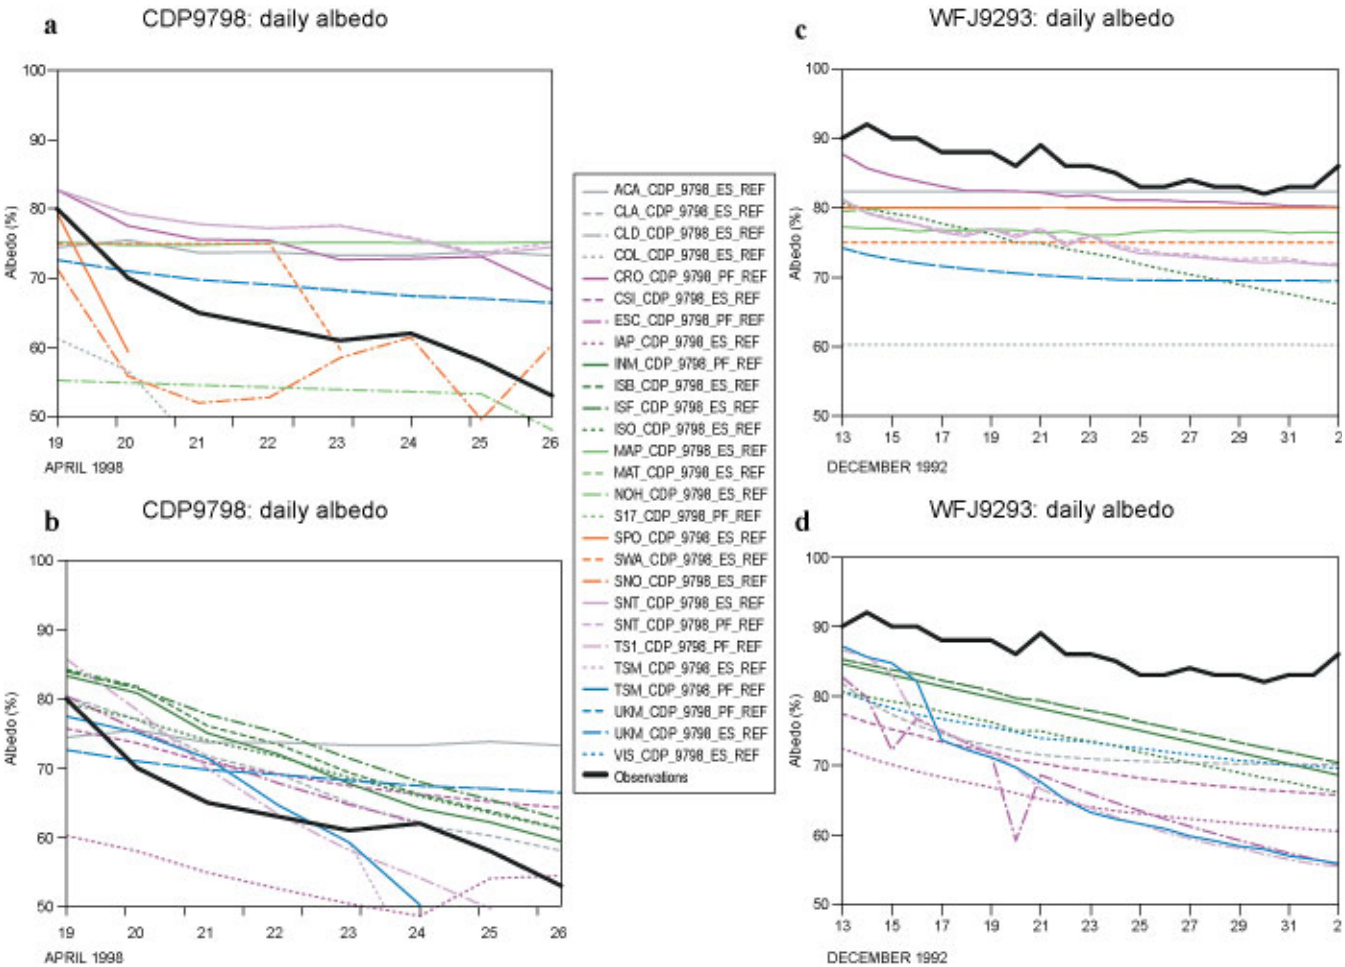 a
CDP9798: daily albedo
Albedo (%)
100
90
80
70
60
50
19 20 21 22 23 24 25 26
APRIL 1998
b
CDP9798: daily albedo
Albedo (%)
100
90
80
70
60
50
19 20 21 22 23 24 25 26
APRIL 1998
ACA_CDP_9798_ES_REF
CLA_CDP_9798_ES_REF
CLD_CDP_9798_ES_REF
COL_CDP_9798_ES_REF
CRO_CDP_9798_PF_REF
CSI_CDP_9798_ES_REF
ESC_CDP_9798_PF_REF
IAP_CDP_9798_ES_REF
INM_CDP_9798_PF_REF
ISB_CDP_9798_ES_REF
ISF_CDP_9798_ES_REF
ISO_CDP_9798_ES_REF
MAP_CDP_9798_ES_REF
MAT_CDP_9798_ES_REF
NOH_CDP_9798_ES_REF
S17_CDP_9798_PF_REF
SPO_CDP_9798_ES_REF
SWA_CDP_9798_ES_REF
SNO_CDP_9798_ES_REF
SNT_CDP_9798_ES_REF
SNT_CDP_9798_PF_REF
TS1_CDP_9798_PF_REF
TSM_CDP_9798_ES_REF
TSM_CDP_9798_PF_REF
UKM_CDP_9798_PF_REF
UKM_CDP_9798_ES_REF
VIS_CDP_9798_ES_REF
Observations
c
WFJ9293: daily albedo
Albedo (%)
100
90
80
70
60
50
13 15 17 19 21 23 25 27 29 31 2
DECEMBER 1992
d
WFJ9293: daily albedo
Albedo (%)
100
90
80
70
60
50
13 15 17 19 21 23 25 27 29 31 2
DECEMBER 1992